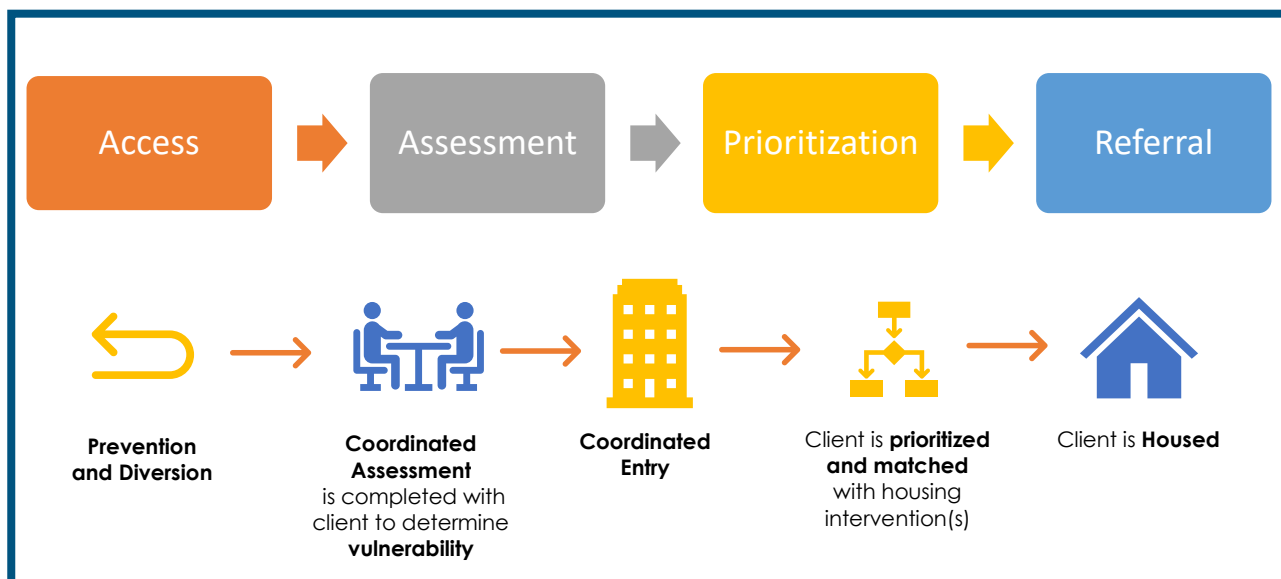 Access
Assessment
Prioritization
Referral
Prevention
and Diversion
Coordinated
Assessment
is completed with
client to determine
vulnerability
Coordinated
Entry
Client is prioritized
and matched
with housing
intervention(s)
Client is Housed